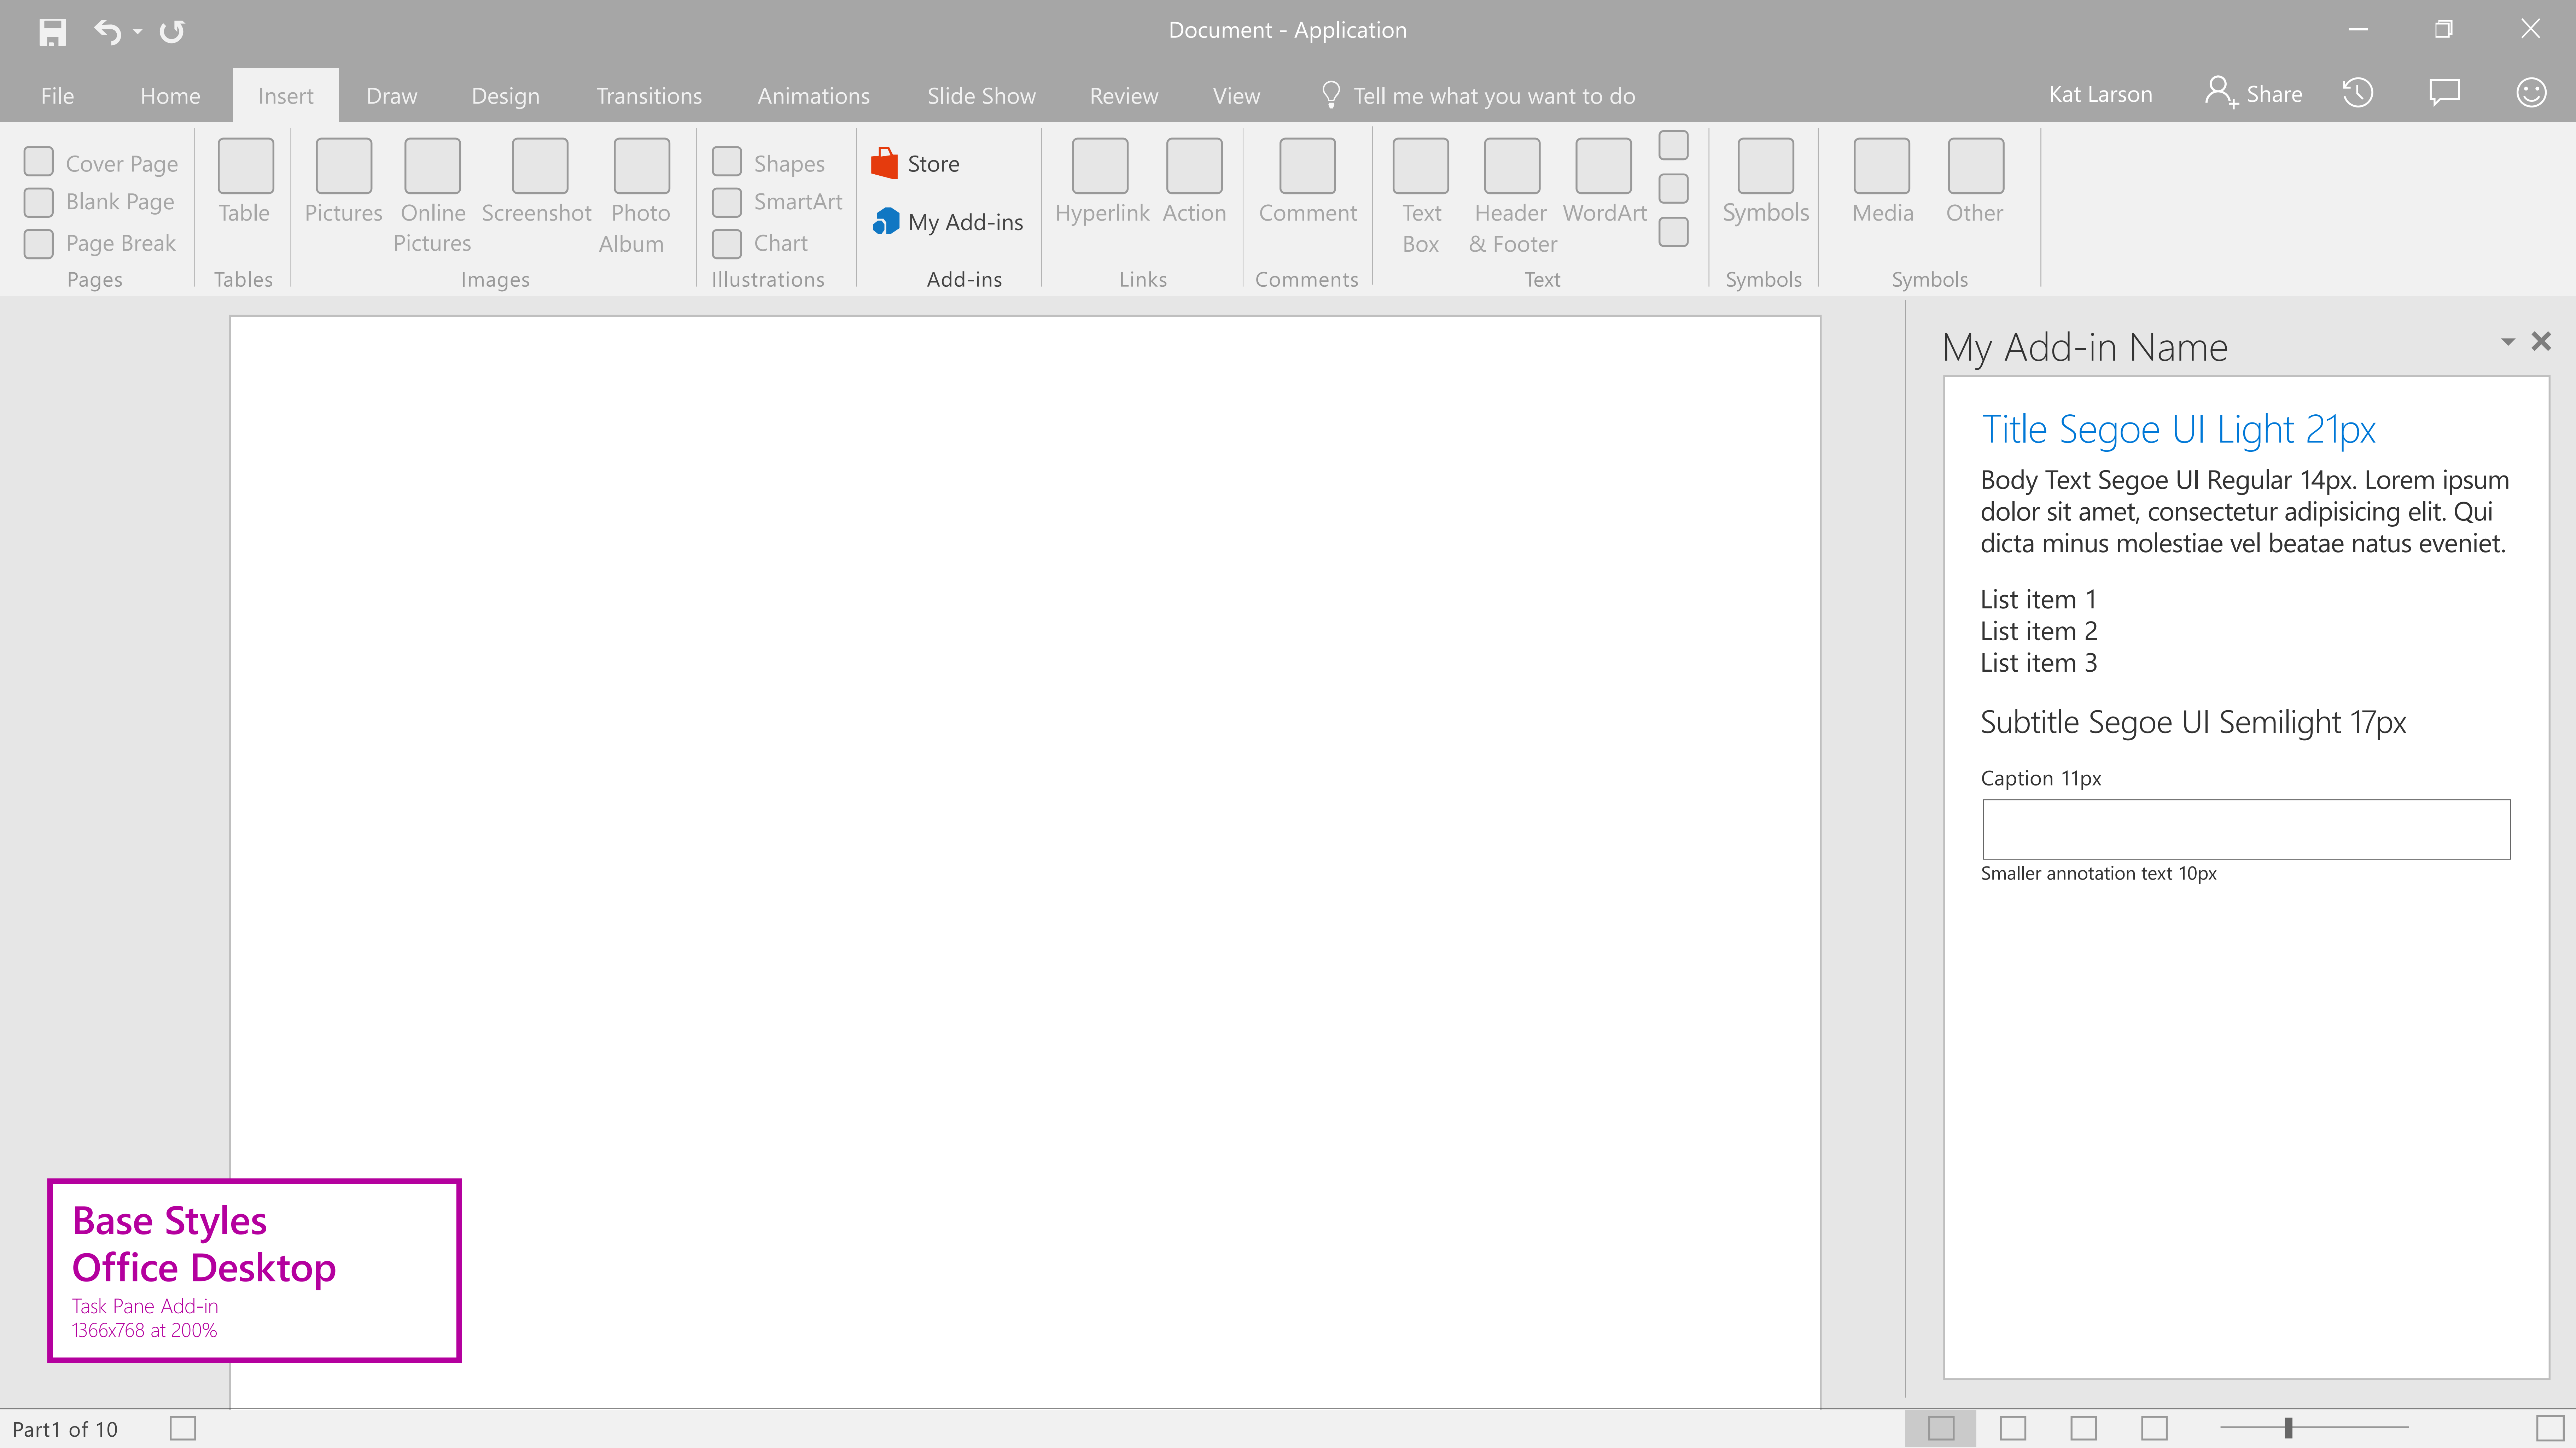 Document - Application
File Home Insert Draw Design Transitions Animations Slide Show Review View Tell me what you want to do Kat Larson Share
Cover Page
Blank Page
Page Break
Pages
Table
Tables
Pictures
Online
Pictures
Screenshot
Photo
Album
Images
Shapes
SmartArt
Chart
Illustrations
Store
My Add-ins
Add-ins
Hyperlink
Action
Links
Comment
Comments
Text
Box
Header
& Footer
WordArt
Text
Symbols
Symbols
Media
Other
Symbols
My Add-in Name
Title Segoe UI Light 21px
Body Text Segoe UI Regular 14px. Lorem ipsum
dolor sit amet, consectetur adipisicing elit. Qui
dicta minus molestiae vel beatae natus eveniet.
List item 1
List item 2
List item 3
Subtitle Segoe UI Semilight 17px
Caption 11px
Smaller annotation text 10px
Base Styles
Office Desktop
Task Pane Add-in
1366x768 at 200%
Part1 of 10